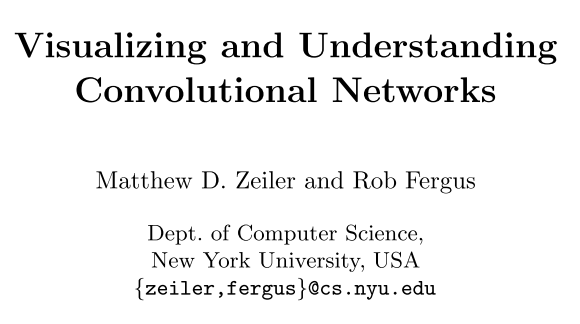 Visualizing and Understanding
Convolutional Networks
Matthew D. Zeiler and Rob Fergus
Dept. of Computer Science,
New York University, USA
{zeiler,fergus}@cs.nyu.edu